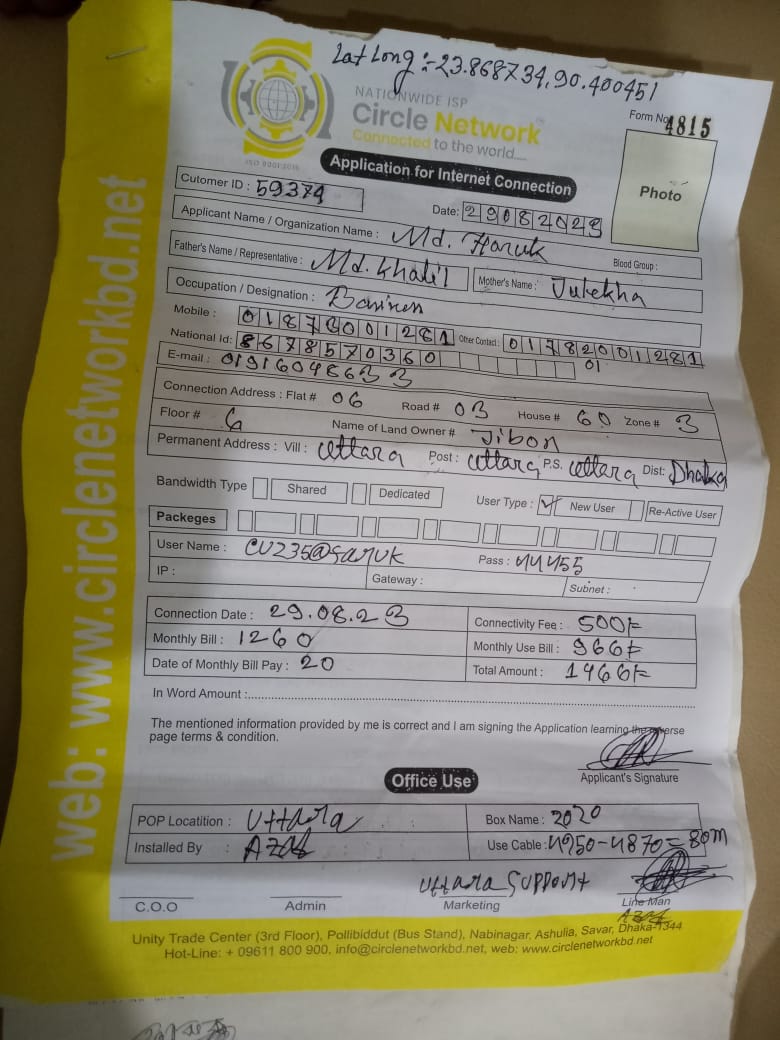 Lat Long :- 23.868734,90.400451
NATIONWIDE ISP
Circle Network
Connected to the world....
ISO 9001:2015
Form No 4815
Application for Internet Connection
Photo
Cutomer ID : 59374
Date: 29082023
Applicant Name / Organization Name : Md. Faruk
Blood Group :
Father's Name / Representative : Md. Khalil Mother's Name : Julekha
Occupation / Designation :
Mobile : 01878001281 Other Contact : 01782001281
National Id: 8678570360 01
E-mail : 01916048633
Connection Address : Flat # 06 Road # 03 House # 60 Zone # 3
Floor # 6 Name of Land Owner # Jibon
Permanent Address : Vill : Uttara Post : Uttara P.S. Uttara Dist: Dhaka
Bandwidth Type Shared Dedicated User Type : New User Re-Active User
Packeges
User Name : CU235@faruk Pass : 44455
IP : Gateway : Subnet :
Connection Date : 29.08.23 Connectivity Fee : 500/=
Monthly Bill : 1260 Monthly Use Bill : 966/=
Date of Monthly Bill Pay : 20 Total Amount : 1466/=
In Word Amount :
The mentioned information provided by me is correct and I am signing the Application learning the reverse
page terms & condition.
Applicant's Signature
Office Use
POP Locatition : Uttara Box Name : 2020
Installed By : Use Cable : 4950-4870=80m
Uttara Support
C.O.O Admin Marketing Line Man
Unity Trade Center (3rd Floor), Pollibiddut (Bus Stand), Nabinagar, Ashulia, Savar, Dhaka-1344
Hot-Line: + 09611 800 900, info@circlenetworkbd.net, web: www.circlenetworkbd.net
web: www.circlenetworkbd.net